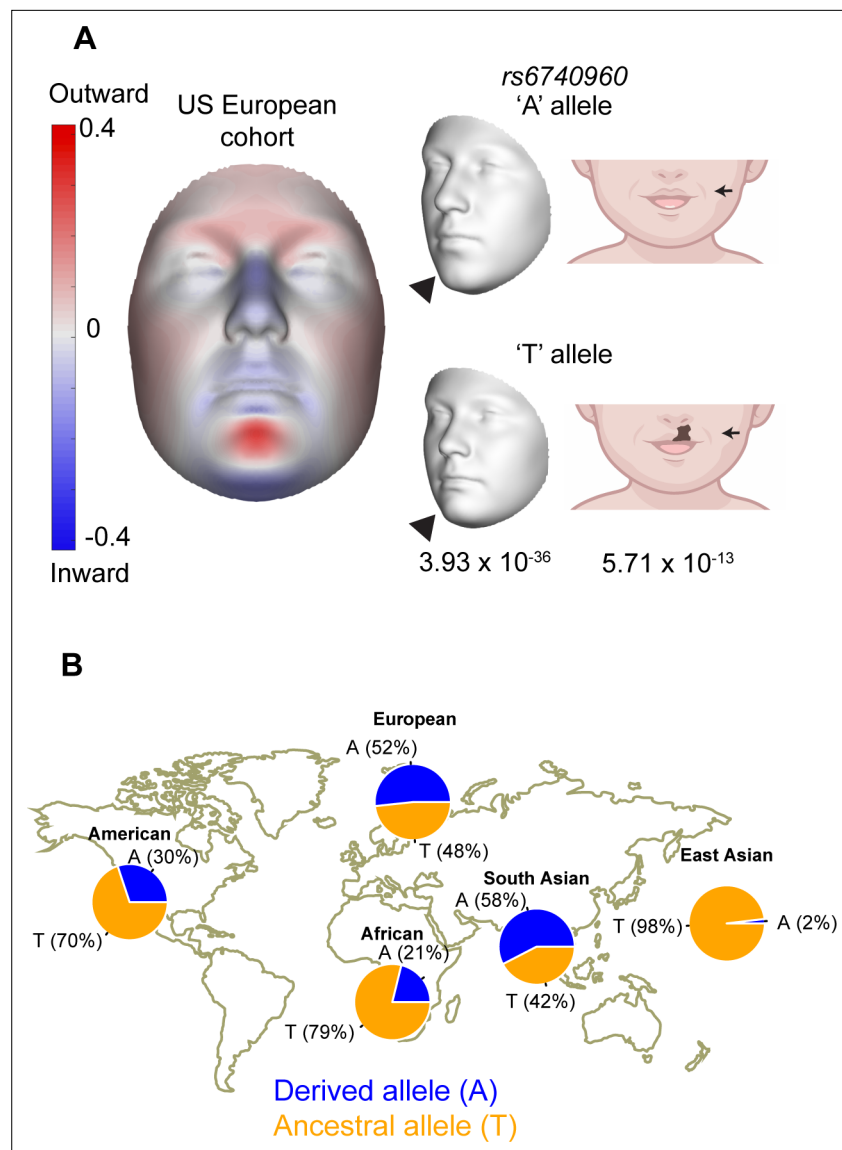 A
Outward
0.4
US European
cohort
rs6740960
'A' allele
0
'T' allele
-0.4
Inward
3.93 x 10⁻³⁶
5.71 x 10⁻¹³
B
European
A (52%)
T (48%)
American
A (30%)
T (70%)
African
A (21%)
T (79%)
South Asian
A (58%)
T (42%)
East Asian
T (98%)
A (2%)
Derived allele (A)
Ancestral allele (T)